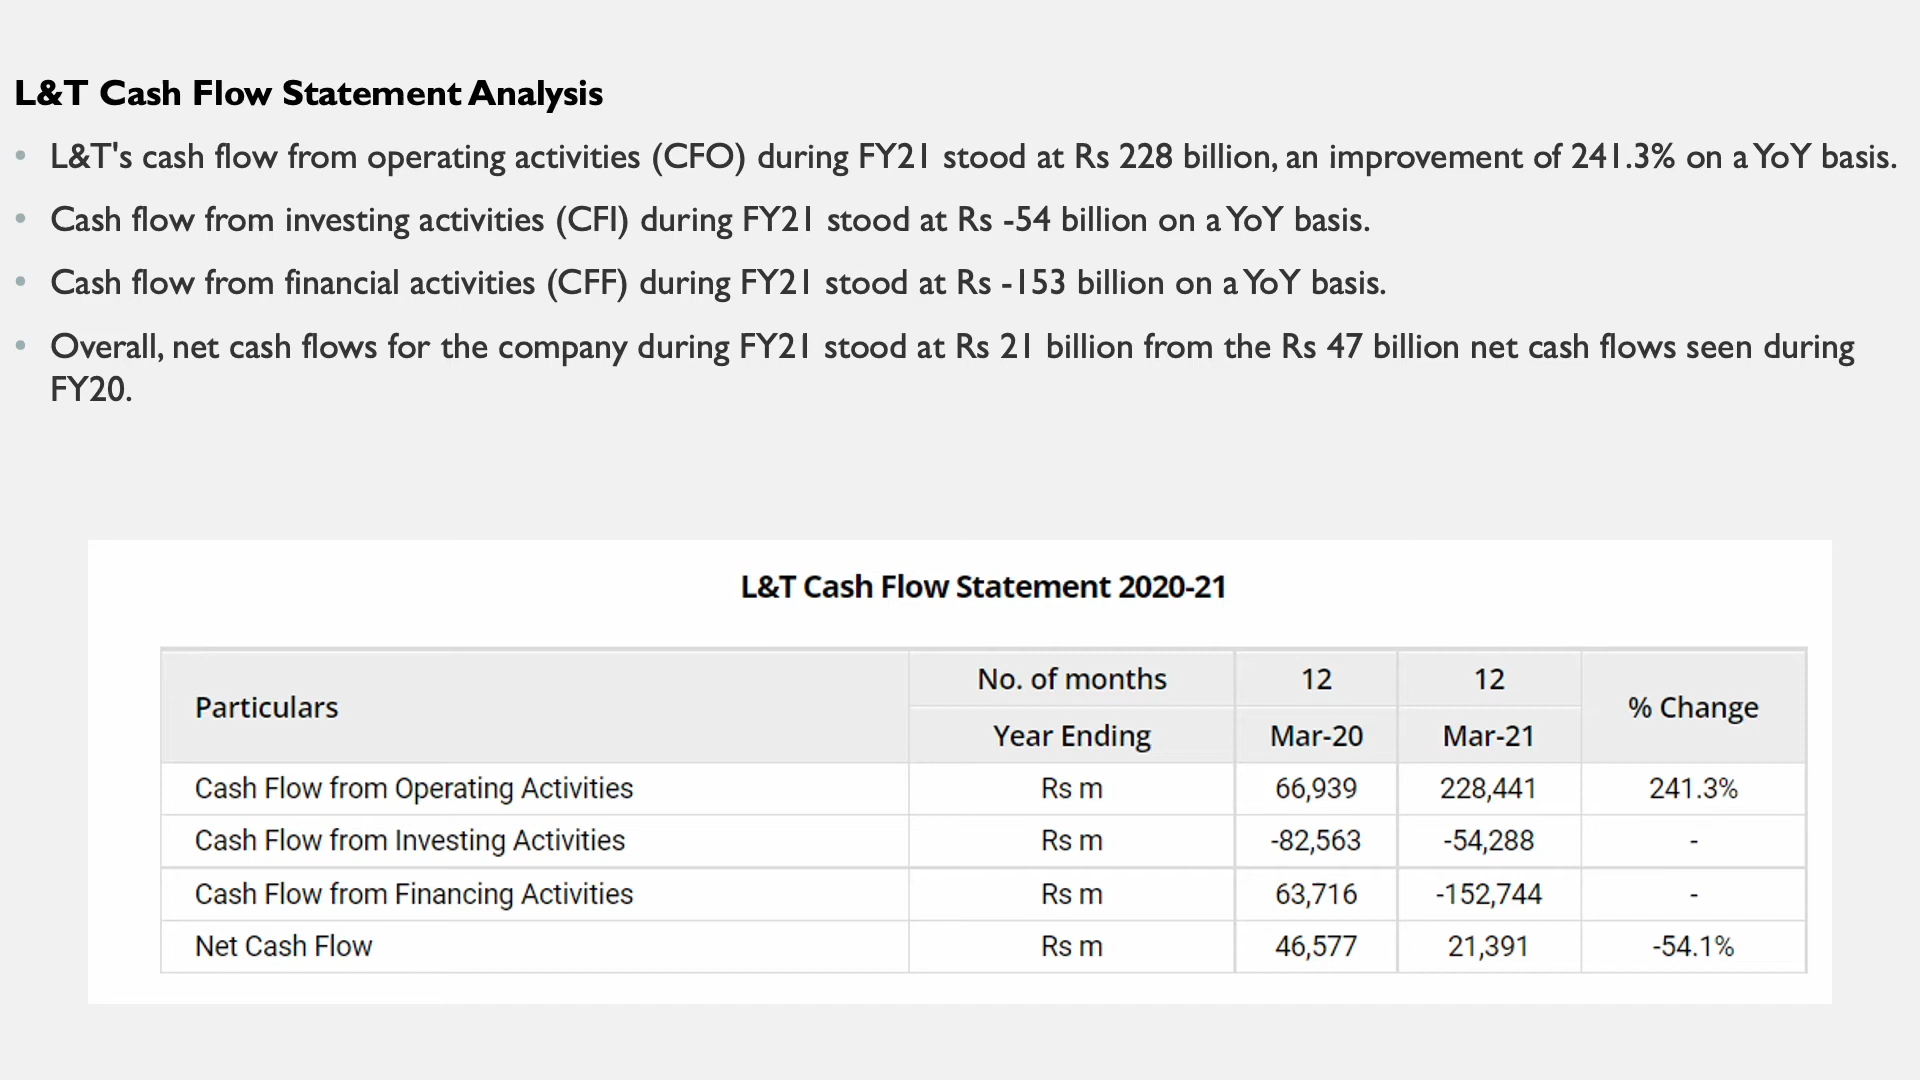 L&T Cash Flow Statement Analysis
• L&T's cash flow from operating activities (CFO) during FY21 stood at Rs 228 billion, an improvement of 241.3% on a YoY basis.
• Cash flow from investing activities (CFI) during FY21 stood at Rs -54 billion on a YoY basis.
• Cash flow from financial activities (CFF) during FY21 stood at Rs -153 billion on a YoY basis.
• Overall, net cash flows for the company during FY21 stood at Rs 21 billion from the Rs 47 billion net cash flows seen during
FY20.
L&T Cash Flow Statement 2020-21
Particulars No. of months 12 12 % Change
Year Ending Mar-20 Mar-21
Cash Flow from Operating Activities Rs m 66,939 228,441 241.3%
Cash Flow from Investing Activities Rs m -82,563 -54,288 -
Cash Flow from Financing Activities Rs m 63,716 -152,744 -
Net Cash Flow Rs m 46,577 21,391 -54.1%